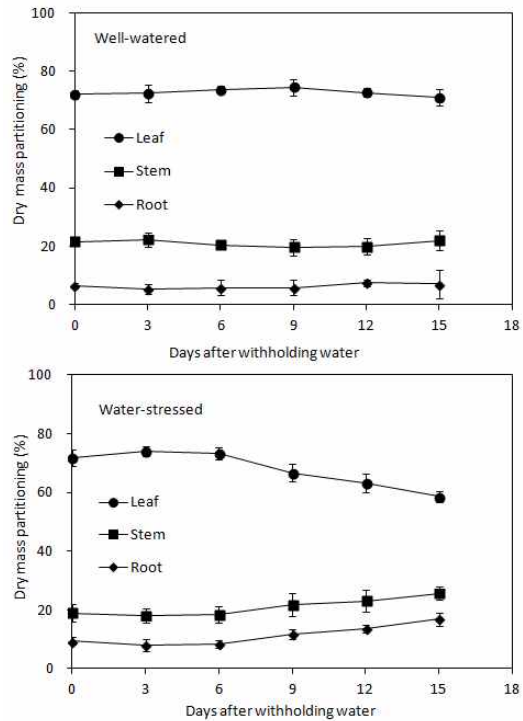 100
80
60
40
20
0
Dry mass partitioning (%)
Well-watered
Leaf
Stem
Root
0 3 6 9 12 15 18
Days after withholding water
100
80
60
40
20
0
Dry mass partitioning (%)
Water-stressed
Leaf
Stem
Root
0 3 6 9 12 15 18
Days after withholding water